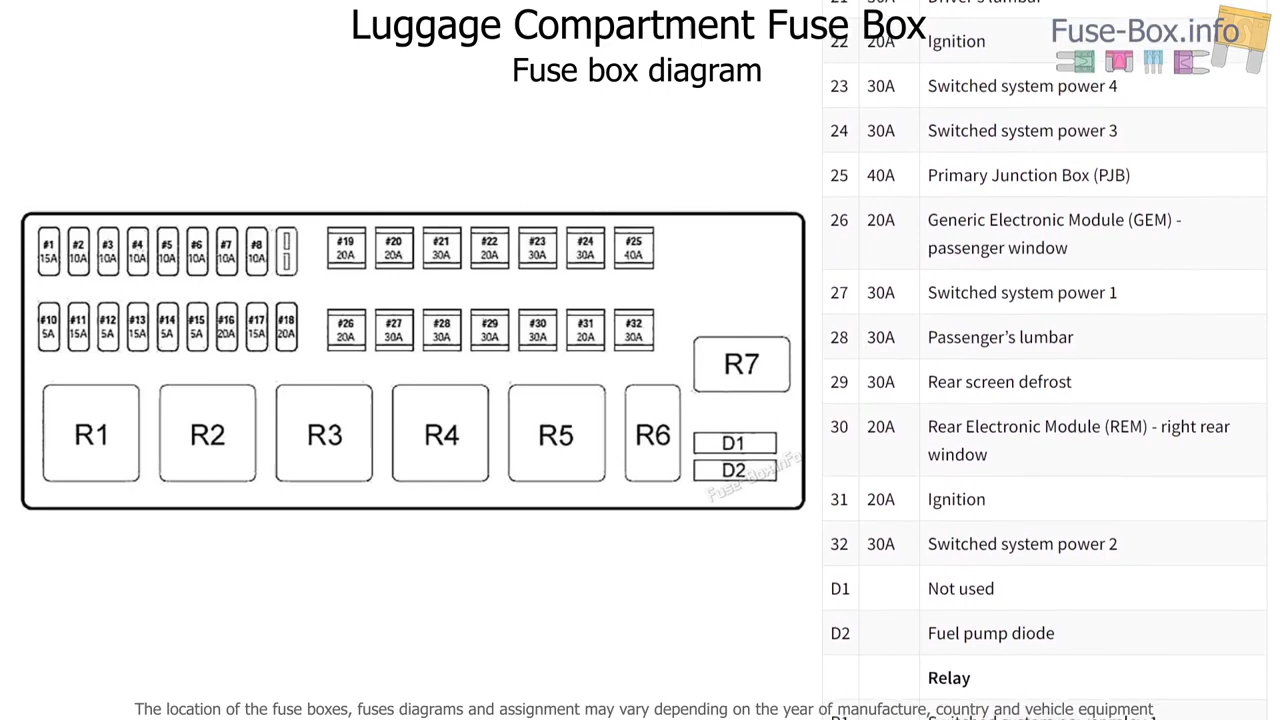 Luggage Compartment Fuse Box
Fuse box diagram
Fuse-Box.info
#1 #2 #3 #4 #5 #6 #7 #8
15A 10A 10A 10A 10A 10A 10A 10A
#19 #20 #21 #22 #23 #24 #25
20A 20A 30A 20A 30A 30A 40A
#10 #11 #12 #13 #14 #15 #16 #17 #18
5A 15A 5A 15A 5A 5A 20A 15A 20A
#26 #27 #28 #29 #30 #31 #32
20A 30A 30A 30A 30A 20A 30A
R7
R1 R2 R3 R4 R5 R6
D1
D2
Fuse-Box.info
21 30A Driver's lumbar
22 20A Ignition
23 30A Switched system power 4
24 30A Switched system power 3
25 40A Primary Junction Box (PJB)
26 20A Generic Electronic Module (GEM) -
passenger window
27 30A Switched system power 1
28 30A Passenger’s lumbar
29 30A Rear screen defrost
30 20A Rear Electronic Module (REM) - right rear
window
31 20A Ignition
32 30A Switched system power 2
D1 Not used
D2 Fuel pump diode
Relay
The location of the fuse boxes, fuses diagrams and assignment may vary depending on the year of manufacture, country and vehicle equipment